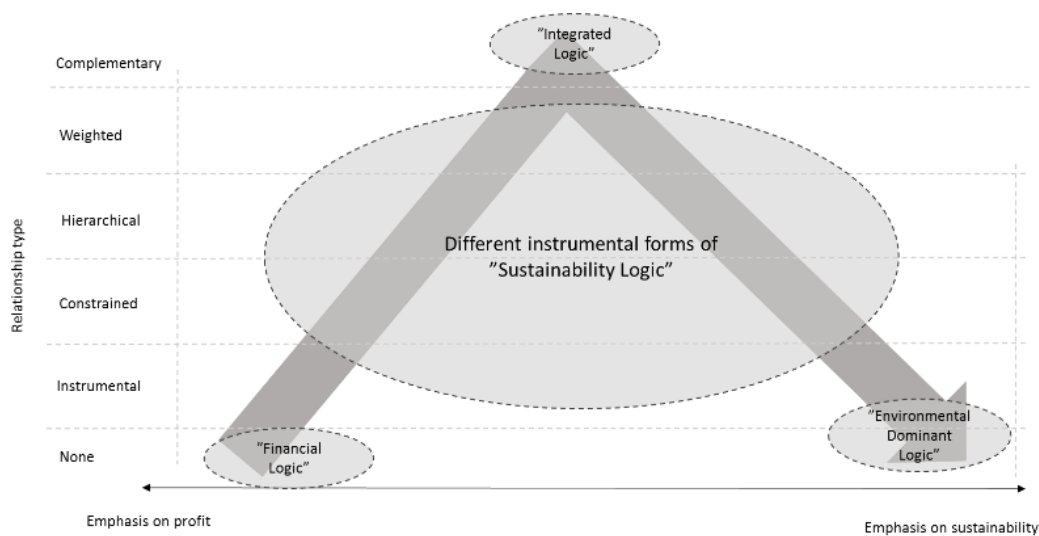 "Integrated
Logic"
Complementary
Weighted
Hierarchical
Different instrumental forms of
"Sustainability Logic"
Relationship type
Constrained
Instrumental
"Environmental
Dominant
Logic"
None
"Financial
Logic"
Emphasis on profit
Emphasis on sustainability